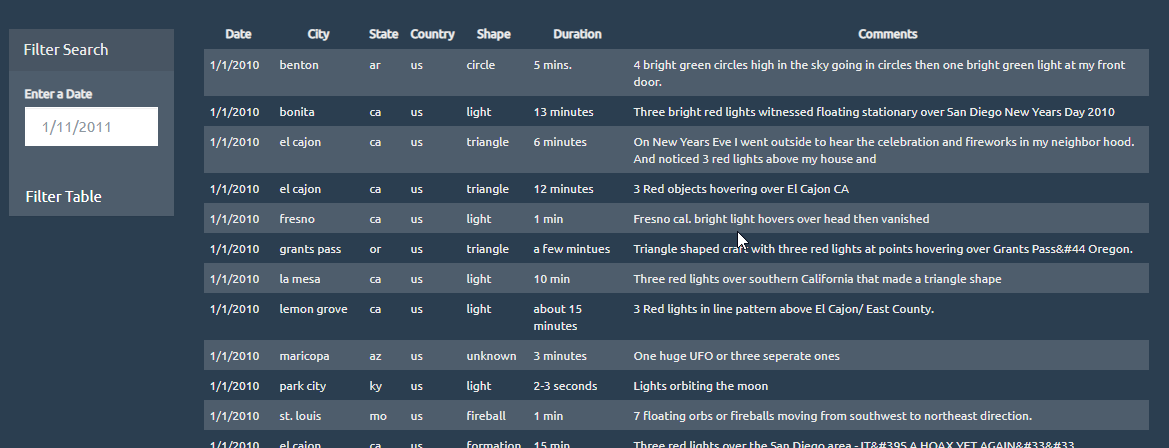 Filter Search
Enter a Date
1/11/2011
Filter Table
Date City State Country Shape Duration Comments
1/1/2010 benton ar us circle 5 mins. 4 bright green circles high in the sky going in circles then one bright green light at my front
door.
1/1/2010 bonita ca us light 13 minutes Three bright red lights witnessed floating stationary over San Diego New Years Day 2010
1/1/2010 el cajon ca us triangle 6 minutes On New Years Eve I went outside to hear the celebration and fireworks in my neighbor hood.
And noticed 3 red lights above my house and
1/1/2010 el cajon ca us triangle 12 minutes 3 Red objects hovering over El Cajon CA
1/1/2010 fresno ca us light 1 min Fresno cal. bright light hovers over head then vanished
1/1/2010 grants pass or us triangle a few mintues Triangle shaped craft with three red lights at points hovering over Grants Pass&#44 Oregon.
1/1/2010 la mesa ca us light 10 min Three red lights over southern California that made a triangle shape
1/1/2010 lemon grove ca us light about 15 3 Red lights in line pattern above El Cajon/ East County.
minutes
1/1/2010 maricopa az us unknown 3 minutes One huge UFO or three seperate ones
1/1/2010 park city ky us light 2-3 seconds Lights orbiting the moon
1/1/2010 st. louis mo us fireball 1 min 7 floating orbs or fireballs moving from southwest to northeast direction.
1/1/2010 el cajon ca us formation 15 min Three red lights over the San Diego area - IT&#395 A HOAX YET AGAIN&#33&#33